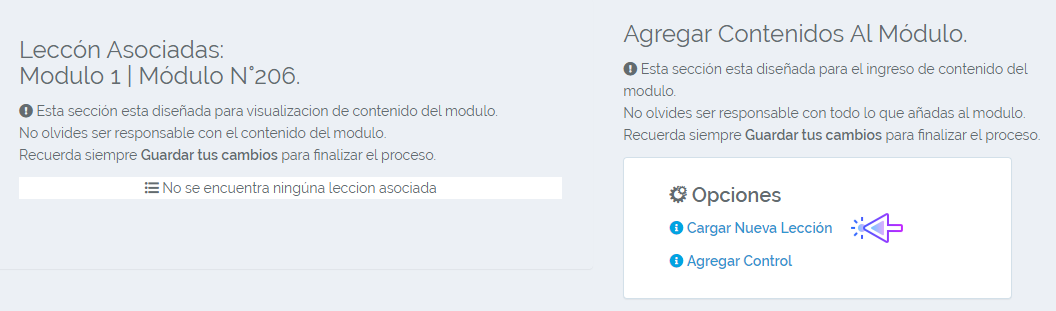 Leccón Asociadas:
Modulo 1 | Módulo N°206.
Esta sección esta diseñada para visualizacion de contenido del modulo.
No olvides ser responsable con el contenido del modulo.
Recuerda siempre Guardar tus cambios para finalizar el proceso.
No se encuentra ningúna leccion asociada
Agregar Contenidos Al Módulo.
Esta sección esta diseñada para el ingreso de contenido del
modulo.
No olvides ser responsable con todo lo que añadas al modulo.
Recuerda siempre Guardar tus cambios para finalizar el proceso.
Opciones
Cargar Nueva Lección
Agregar Control